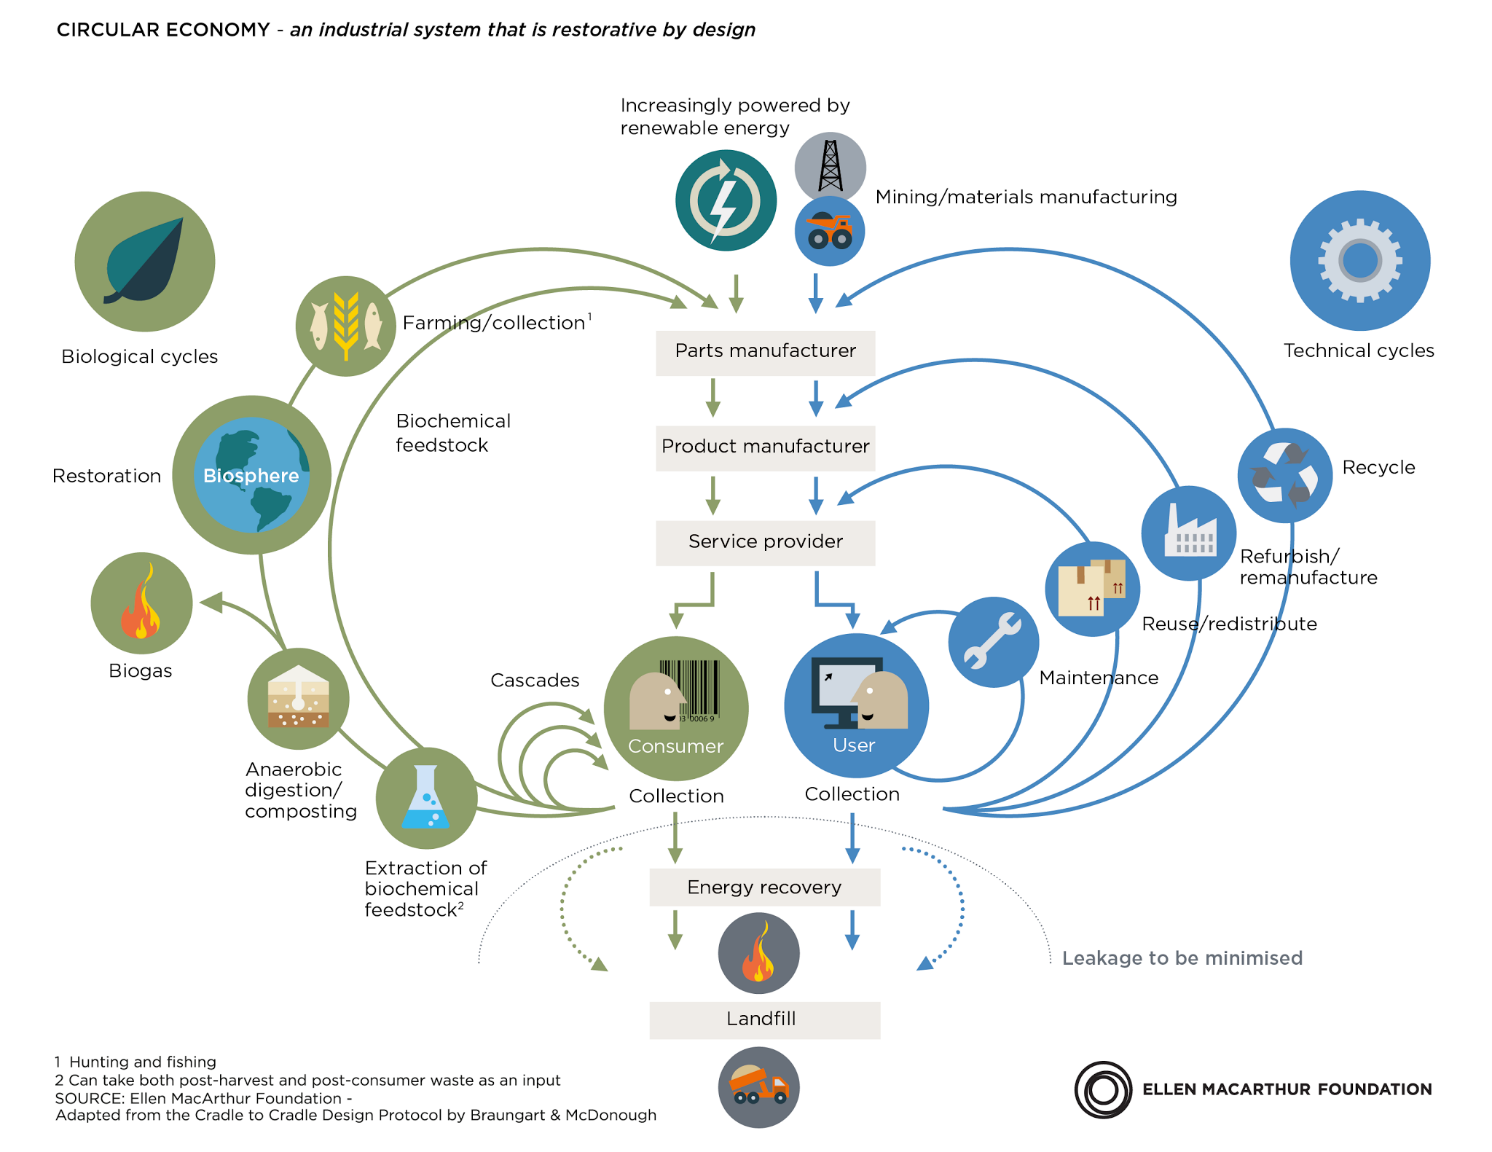 CIRCULAR ECONOMY - an industrial system that is restorative by design
Increasingly powered by
renewable energy
Mining/materials manufacturing
Biological cycles
Technical cycles
Farming/collection¹
Parts manufacturer
Biochemical
feedstock
Product manufacturer
Restoration
Biosphere
Recycle
Service provider
Refurbish/
remanufacture
Reuse/redistribute
Biogas
Cascades
Maintenance
03 0006 9
Consumer
User
Anaerobic
digestion/
composting
Collection
Collection
Extraction of
biochemical
feedstock²
Energy recovery
Leakage to be minimised
Landfill
1 Hunting and fishing
2 Can take both post-harvest and post-consumer waste as an input
SOURCE: Ellen MacArthur Foundation -
Adapted from the Cradle to Cradle Design Protocol by Braungart & McDonough
ELLEN MACARTHUR FOUNDATION